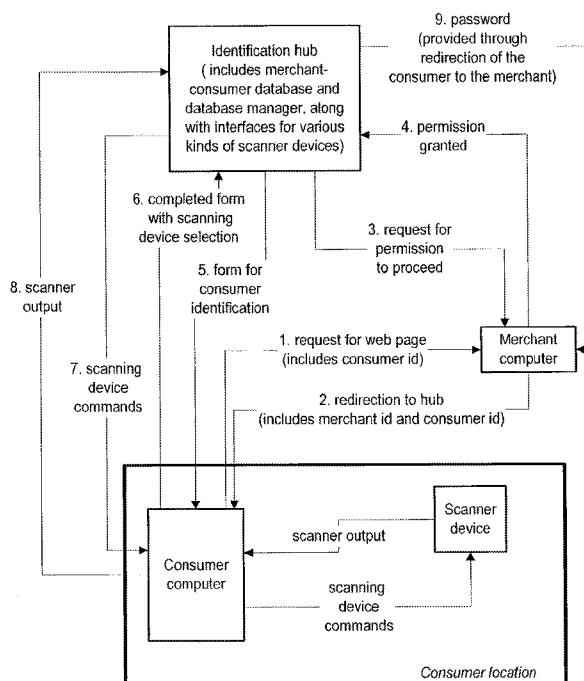 9. password
(provided through
redirection of the
consumer to the merchant)
Identification hub
( includes merchant-
consumer database and
database manager, along
with interfaces for various
kinds of scanner devices)
4. permission
granted
6. completed form
with scanning
device selection
3. request for
permission
to proceed
5. form for
consumer
identification
8. scanner
output
1. request for web page
(includes consumer id)
Merchant
computer
7. scanning
device
commands
2. redirection to hub
(includes merchant id and consumer id)
Scanner
device
scanner output
Consumer
computer
scanning
device
commands
Consumer location